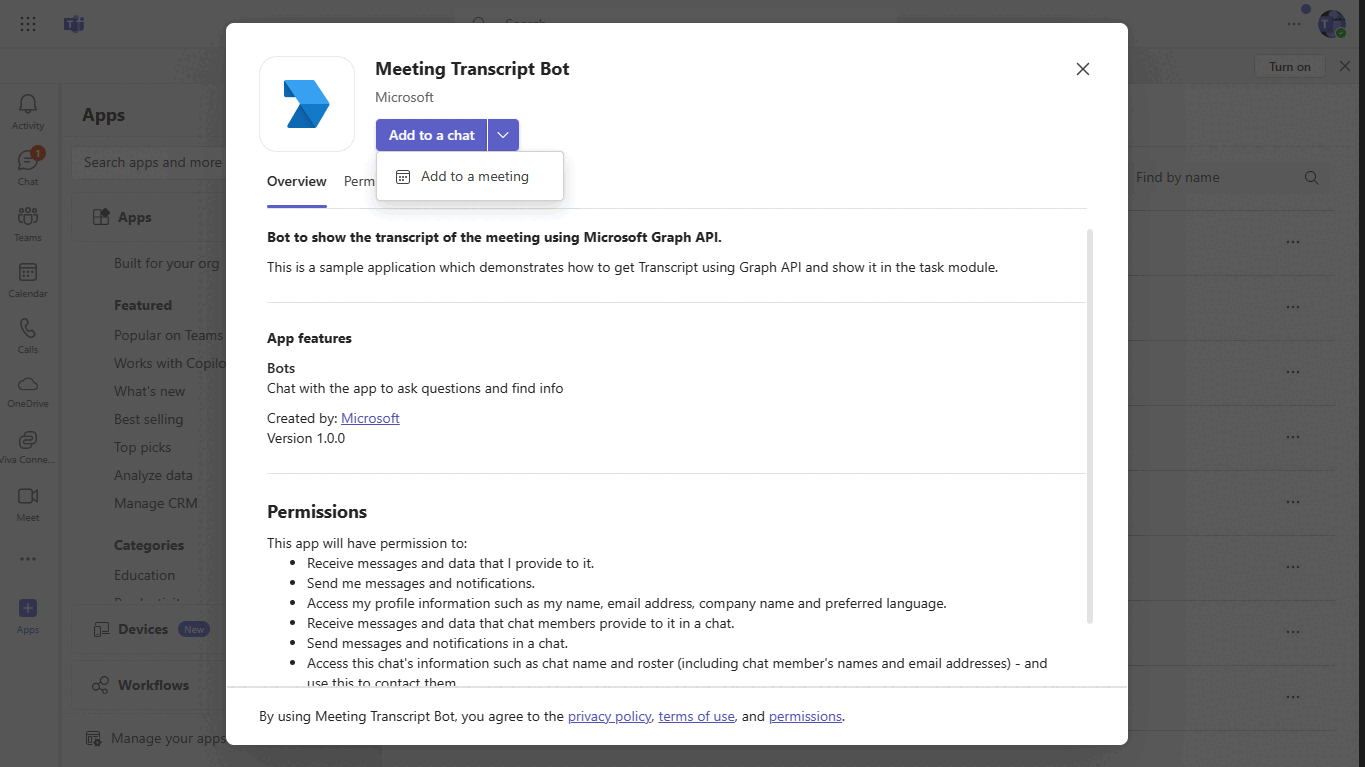 Search
Turn on
Activity
1
Chat
Teams
Calendar
Calls
OneDrive
Viva Conne...
Meet
Apps
Apps
Search apps and more
Apps
Built for your org
Featured
Popular on Teams
Works with Copilo
What's new
Best selling
Top picks
Analyze data
Manage CRM
Categories
Education
Devices New
Workflows
Manage your apps
Meeting Transcript Bot
Microsoft
Add to a chat
Add to a meeting
Overview Perm
Bot to show the transcript of the meeting using Microsoft Graph API.
This is a sample application which demonstrates how to get Transcript using Graph API and show it in the task module.
App features
Bots
Chat with the app to ask questions and find info
Created by: Microsoft
Version 1.0.0
Permissions
This app will have permission to:
• Receive messages and data that I provide to it.
• Send me messages and notifications.
• Access my profile information such as my name, email address, company name and preferred language.
• Receive messages and data that chat members provide to it in a chat.
• Send messages and notifications in a chat.
• Access this chat's information such as chat name and roster (including chat member's names and email addresses) - and
use this to contact them
By using Meeting Transcript Bot, you agree to the privacy policy, terms of use, and permissions.
Find by name